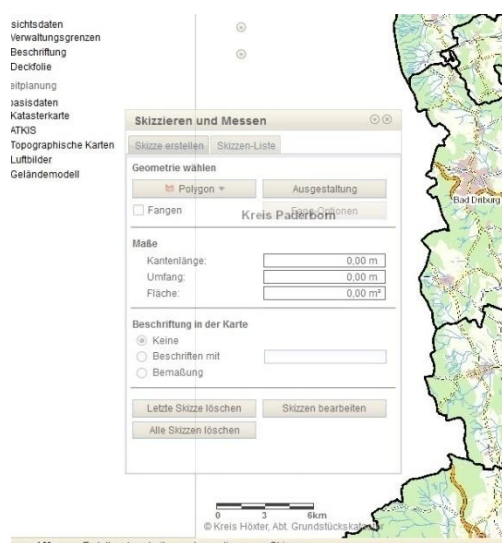 sichtsdaten
Verwaltungsgrenzen
Beschriftung
Deckfolie
eitplanung
basisdaten
Katasterkarte
ATKIS
Topographische Karten
Luftbilder
Geländemodell
Skizzieren und Messen
Skizze erstellen Skizzen-Liste
Geometrie wählen
Polygon Ausgestaltung
Fangen Fang-Optionen
Kreis Paderborn
Maße
Kantenlänge: 0,00 m
Umfang: 0,00 m
Fläche: 0,00 m²
Beschriftung in der Karte
Keine
Beschriften mit
Bemaßung
Letzte Skizze löschen Skizzen bearbeiten
Alle Skizzen löschen
Bad Driburg
0 3 6km
© Kreis Höxter, Abt. Grundstückskataster